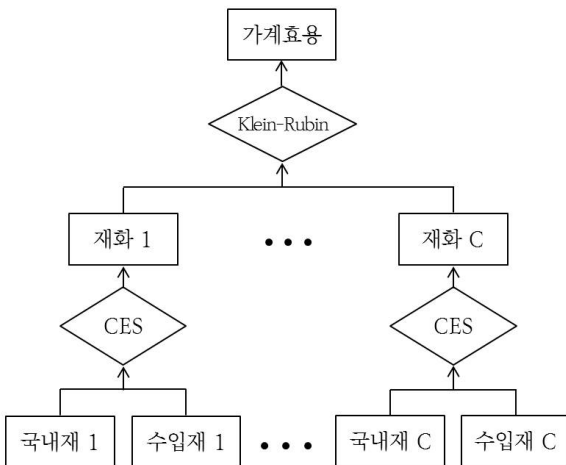 가계효용
Klein-Rubin
재화 1
• • •
재화 C
CES
CES
국내재 1
수입재 1
• • •
국내재 C
수입재 C